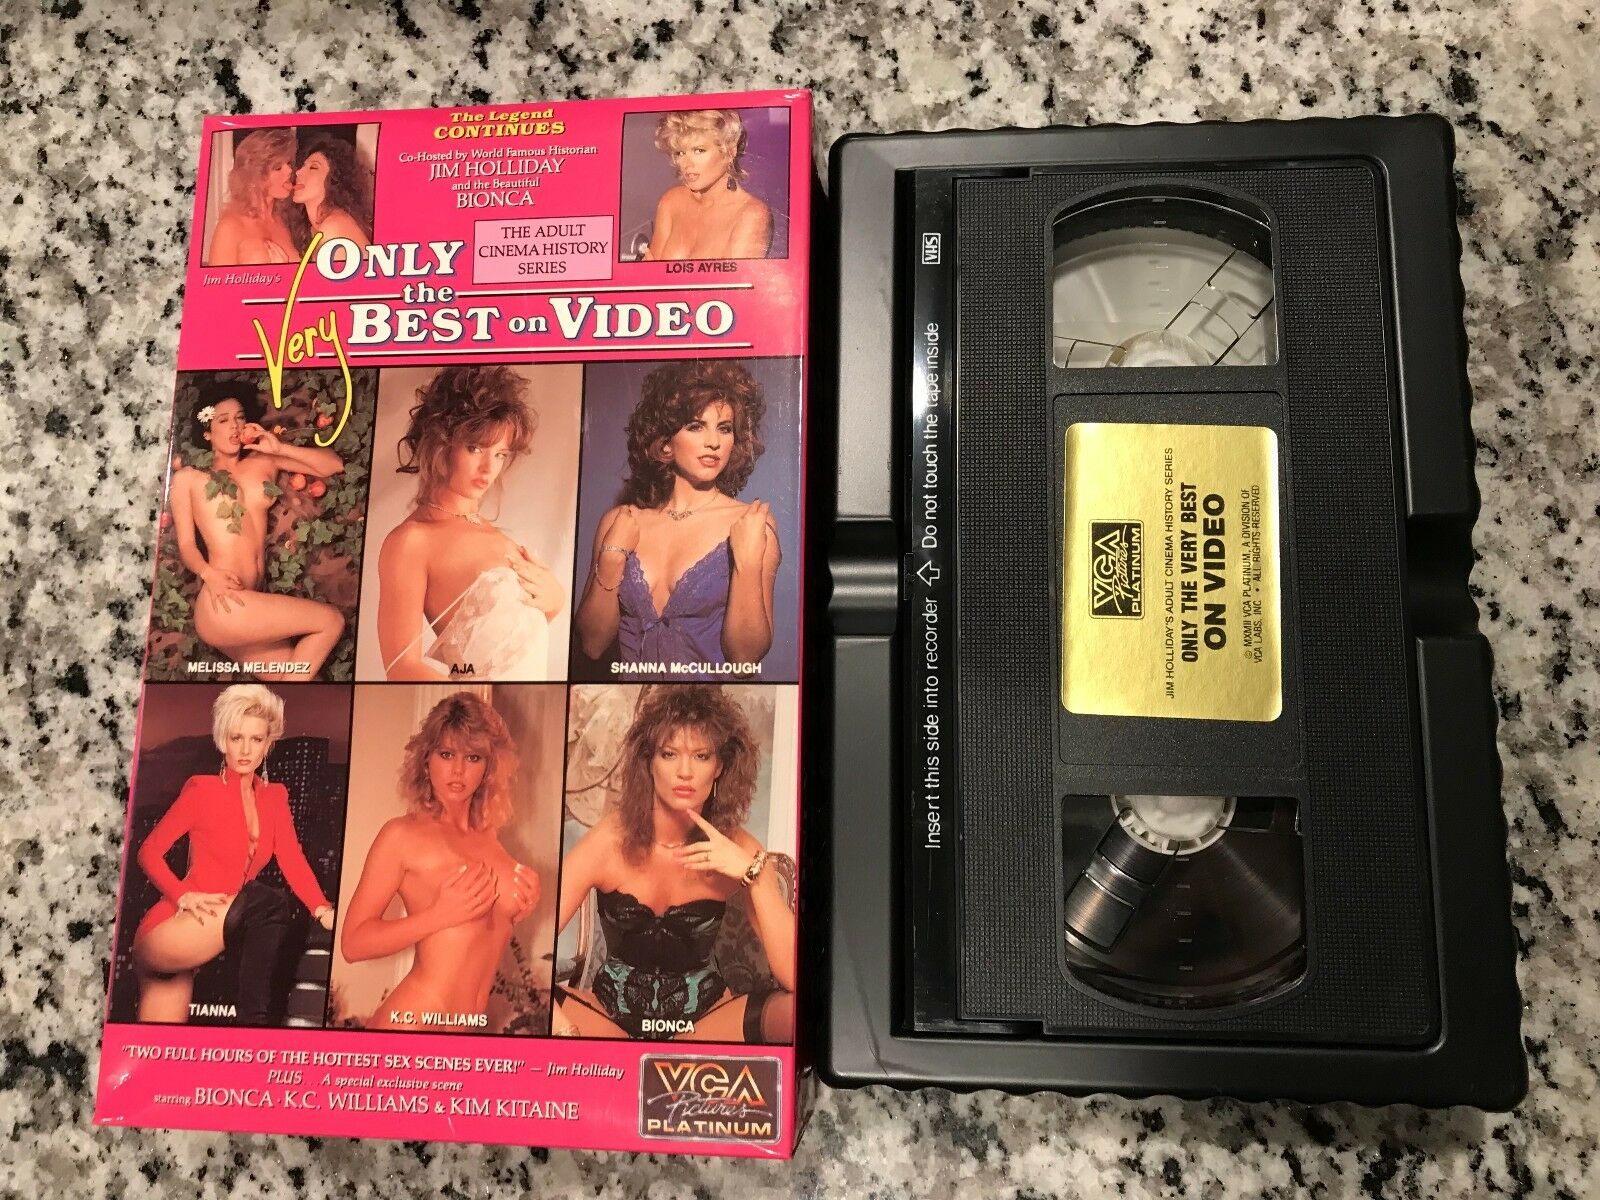 The Legend
CONTINUES
Co-Hosted by World Famous Historian
JIM HOLLIDAY
and the Beautiful
BIONCA
THE ADULT
CINEMA HISTORY
SERIES
LOIS AYRES
Jim Holliday's
ONLY
the
Very BEST on VIDEO
MELISSA MELENDEZ
AJA
SHANNA McCULLOUGH
TIANNA
K.C. WILLIAMS
BIONCA
"TWO FULL HOURS OF THE HOTTEST SEX SCENES EVER!" — Jim Holliday
PLUS... A special exclusive scene
starring BIONCA · K.C. WILLIAMS & KIM KITAINE
VCA
Pictures
PLATINUM
VHS
Insert this side into recorder Do not touch the tape inside
VCA
Pictures
PLATINUM
JIM HOLLIDAY'S ADULT CINEMA HISTORY SERIES
ONLY THE VERY BEST
ON VIDEO
© MXMII VCA PLATINUM, A DIVISION OF
VCA LABS, INC. • ALL RIGHTS RESERVED